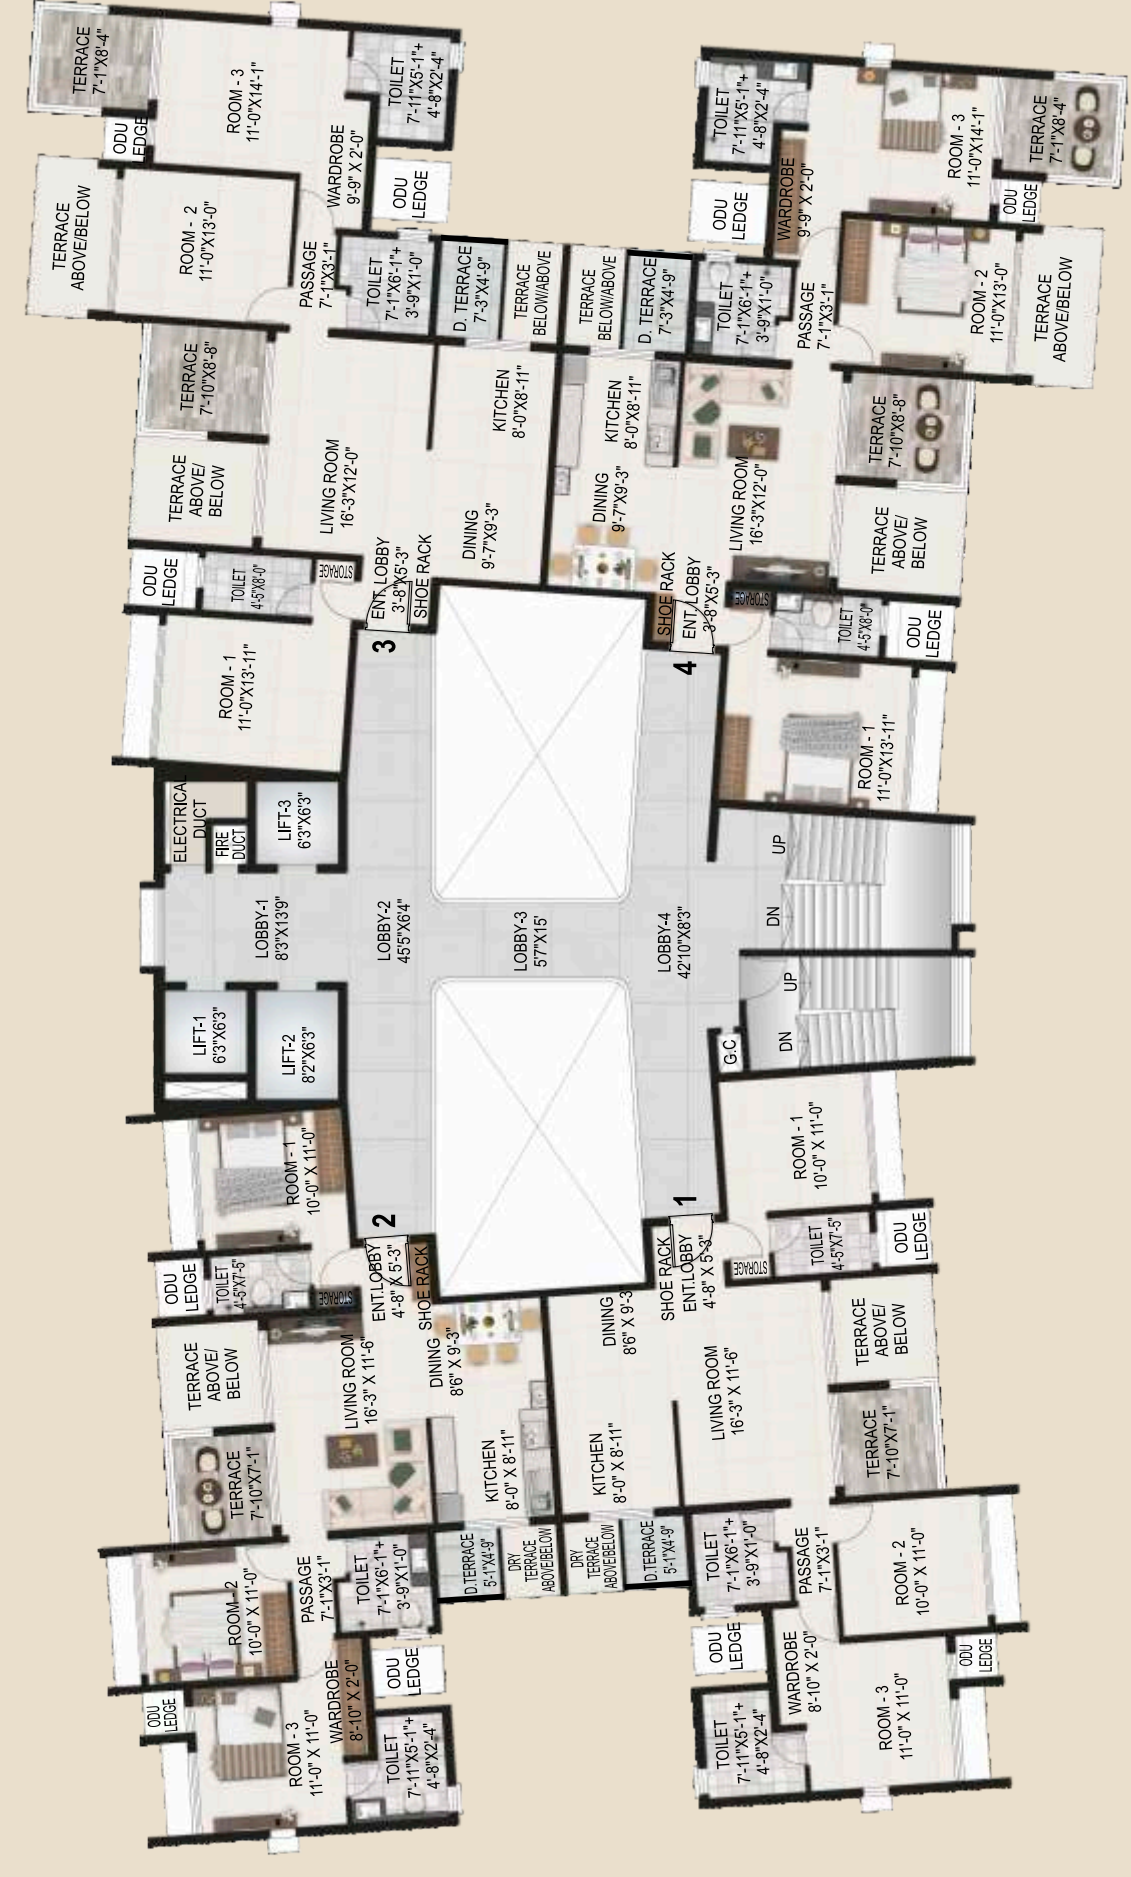 TERRACE
7'-1"X8'-4"
ROOM - 3
11'-0"X14'-1"
TOILET
7'-11"X5'-1"+
4'-8"X2'-4"
ODU
LEDGE
WARDROBE
9'-9" X 2'-0"
ODU
LEDGE
TERRACE
ABOVE/BELOW
ROOM - 2
11'-0"X13'-0"
PASSAGE
7'-1"X3'-1"
TOILET
7'-1"X6'-1"+
3'-9"X1'-0"
D. TERRACE
7'-3"X4'-9"
TERRACE
BELOW/ABOVE
TERRACE
7'-10"X8'-8"
LIVING ROOM
16'-3"X12'-0"
KITCHEN
8'-0"X8'-11"
DINING
9'-7"X9'-3"
TERRACE
ABOVE/
BELOW
ODU
LEDGE
TOILET
4'-5"X8'-0"
STORAGE
ENT. LOBBY
3'-8"X5'-3"
SHOE RACK
3
ROOM - 1
11'-0"X13'-11"
TOILET
7'-11"X5'-1"+
4'-8"X2'-4"
ROOM - 3
11'-0"X14'-1"
TERRACE
7'-1"X8'-4"
ODU
LEDGE
WARDROBE
9'-9" X 2'-0"
ODU
LEDGE
TERRACE
BELOW/ABOVE
D. TERRACE
7'-3"X4'-9"
TOILET
7'-1"X6'-1"+
3'-9"X1'-0"
PASSAGE
7'-1"X3'-1"
ROOM - 2
11'-0"X13'-0"
TERRACE
ABOVE/BELOW
KITCHEN
8'-0"X8'-11"
DINING
9'-7"X9'-3"
LIVING ROOM
16'-3"X12'-0"
TERRACE
7'-10"X8'-8"
TERRACE
ABOVE/
BELOW
SHOE RACK
ENT. LOBBY
3'-8"X5'-3"
STORAGE
TOILET
4'-5"X8'-0"
ODU
LEDGE
4
ROOM - 1
11'-0"X13'-11"
ELECTRICAL
DUCT
FIRE
DUCT
LIFT-3
6'3"X6'3"
LOBBY-1
8'3"X13'9"
LOBBY-2
45'5"X6'4"
LOBBY-3
5'7"X15'
LOBBY-4
42'10"X8'3"
UP
DN
UP
DN
G.C
LIFT-1
6'3"X6'3"
LIFT-2
8'2"X6'3"
ROOM - 1
10'-0" X 11'-0"
2
ODU
LEDGE
TOILET
4'-5"X7'-5"
STORAGE
ENT.LOBBY
4'-8" X 5'-3"
SHOE RACK
TERRACE
ABOVE/
BELOW
LIVING ROOM
16'-3" X 11'-6"
DINING
8'6" X 9'-3"
TERRACE
7'-10"X7'-1"
KITCHEN
8'-0" X 8'-11"
ROOM - 2
10'-0" X 11'-0"
PASSAGE
7'-1"X3'-1"
TOILET
7'-1"X6'-1"+
3'-9"X1'-0"
D.TERRACE
5'-1"X4'-9"
DRY
TERRACE
ABOVE/BELOW
ODU
LEDGE
ROOM - 3
11'-0" X 11'-0"
WARDROBE
8'-10" X 2'-0"
ODU
LEDGE
TOILET
7'-11"X5'-1"+
4'-8"X2'-4"
1
ROOM - 1
10'-0" X 11'-0"
SHOE RACK
ENT.LOBBY
4'-8" X 5'-3"
STORAGE
TOILET
4'-5"X7'-5"
ODU
LEDGE
DINING
8'6" X 9'-3
LIVING ROOM
16'-3" X 11'-6"
TERRACE
ABOVE/
BELOW
KITCHEN
8'-0" X 8'-11"
TERRACE
7'-10"X7'-1"
DRY
TERRACE
ABOVE/BELOW
D.TERRACE
5'-1"X4'-9"
TOILET
7'-1"X6'-1"+
3'-9"X1'-0"
PASSAGE
7'-1"X3'-1"
ROOM - 2
10'-0" X 11'-0"
ODU
LEDGE
WARDROBE
8'-10" X 2'-0"
ODU
LEDGE
TOILET
7'-11"X5'-1"+
4'-8"X2'-4"
ROOM - 3
11'-0" X 11'-0"